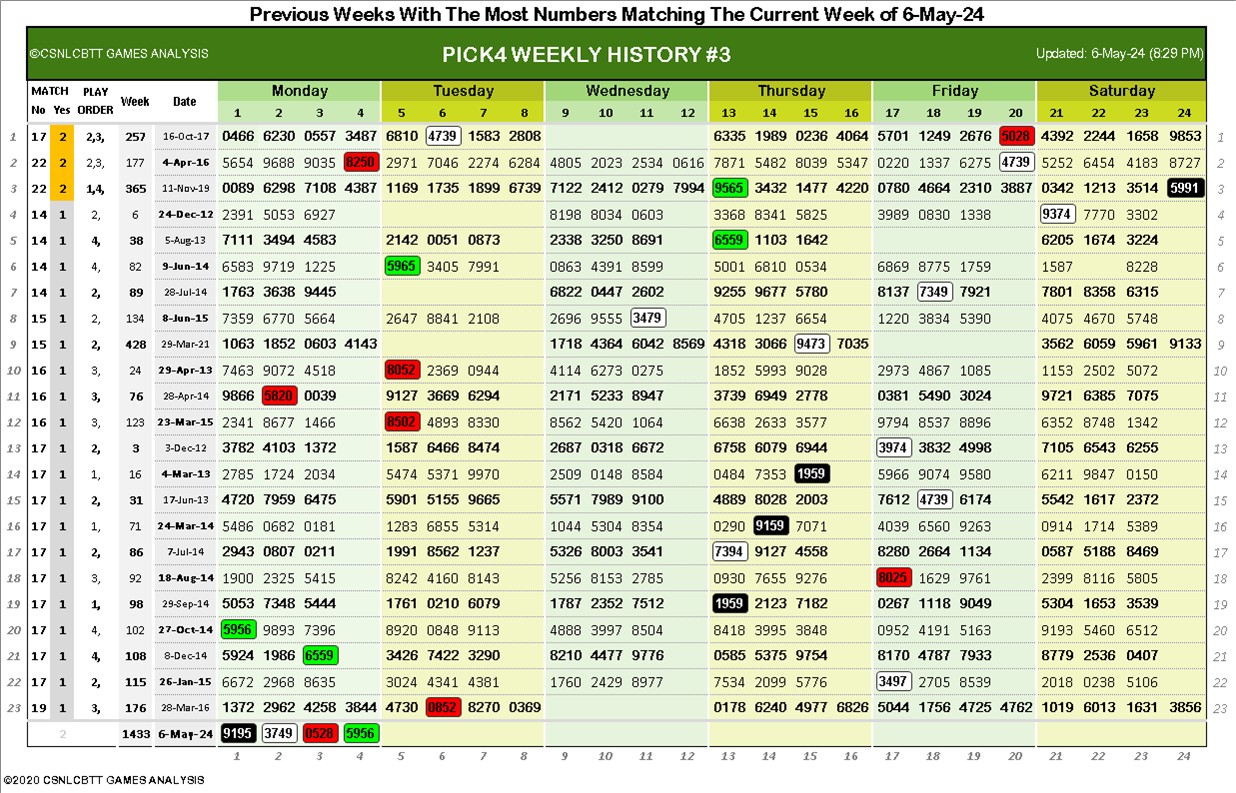 Previous Weeks With The Most Numbers Matching The Current Week of 6-May-24
©CSNLCBTT GAMES ANALYSIS PICK4 WEEKLY HISTORY #3 Updated: 6-May-24 (8:29 PM)
MATCH PLAY Week Date Monday Tuesday Wednesday Thursday Friday Saturday
No Yes ORDER 1 2 3 4 5 6 7 8 9 10 11 12 13 14 15 16 17 18 19 20 21 22 23 24
1 17 2 2,3, 257 16-Oct-17 0466 6230 0557 3487 6810 4739 1583 2808 6335 1989 0236 4064 5701 1249 2676 5028 4392 2244 1658 9853 1
2 22 2 2,3, 177 4-Apr-16 5654 9688 9035 8250 2971 7046 2274 6284 4805 2023 2534 0616 7871 5482 8039 5347 0220 1337 6275 4739 5252 6454 4183 8727 2
3 22 2 1,4, 365 11-Nov-19 0089 6298 7108 4387 1169 1735 1899 6739 7122 2412 0279 7994 9565 3432 1477 4220 0780 4664 2310 3887 0342 1213 3514 5991 3
4 14 1 2, 6 24-Dec-12 2391 5053 6927 8198 8034 0603 3368 8341 5825 3989 0830 1338 9374 7770 3302 4
5 14 1 4, 38 5-Aug-13 7111 3494 4583 2142 0051 0873 2338 3250 8691 6559 1103 1642 6205 1674 3224 5
6 14 1 4, 82 9-Jun-14 6583 9719 1225 5965 3405 7991 0863 4391 8599 5001 6810 0534 6869 8775 1759 1587 8228 6
7 14 1 2, 89 28-Jul-14 1763 3638 9445 6822 0447 2602 9255 9677 5780 8137 7349 7921 7801 8358 6315 7
8 15 1 2, 134 8-Jun-15 7359 6770 5664 2647 8841 2108 2696 9555 3479 4705 1237 6654 1220 3834 5390 4075 4670 5748 8
9 15 1 2, 428 29-Mar-21 1063 1852 0603 4143 1718 4364 6042 8569 4318 3066 9473 7035 3562 6059 5961 9133 9
10 16 1 3, 24 29-Apr-13 7463 9072 4518 8052 2369 0944 4114 6273 0275 1852 5993 9028 2973 4867 1085 1153 2502 5072 10
11 16 1 3, 76 28-Apr-14 9866 5820 0039 9127 3669 6294 2171 5233 8947 3739 6949 2778 0381 5490 3024 9721 6385 7075 11
12 16 1 3, 123 23-Mar-15 2341 8677 1466 8502 4893 8330 8562 5420 1064 6638 2633 3577 9794 8537 8896 6352 8748 1342 12
13 17 1 2, 3 3-Dec-12 3782 4103 1372 1587 6466 8474 2687 0318 6672 6758 6079 6944 3974 3832 4998 7105 6543 6255 13
14 17 1 1, 16 4-Mar-13 2785 1724 2034 5474 5371 9970 2509 0148 8584 0484 7353 1959 5966 9074 9580 6211 9847 0150 14
15 17 1 2, 31 17-Jun-13 4720 7959 6475 5901 5155 9665 5571 7989 9100 4889 8028 2003 7612 4739 6174 5542 1617 2372 15
16 17 1 1, 71 24-Mar-14 5486 0682 0181 1283 6855 5314 1044 5304 8354 0290 9159 7071 4039 6560 9263 0914 1714 5389 16
17 17 1 2, 86 7-Jul-14 2943 0807 0211 1991 8562 1237 5326 8003 3541 7394 9127 4558 8280 2664 1134 0587 5188 8469 17
18 17 1 3, 92 18-Aug-14 1900 2325 5415 8242 4160 8143 5256 8153 2785 0930 7655 9276 8025 1629 9761 2399 8116 5805 18
19 17 1 1, 98 29-Sep-14 5053 7348 5444 1761 0210 6079 1787 2352 7512 1959 2123 7182 0267 1118 9049 5304 1653 3539 19
20 17 1 4, 102 27-Oct-14 5956 9893 7396 8920 0848 9113 4888 3997 8504 8418 3995 3848 0952 4191 5163 9193 5460 6512 20
21 17 1 4, 108 8-Dec-14 5924 1986 6559 3426 7422 3290 8210 4477 9776 0585 5375 9754 8170 4787 7933 8779 2536 0407 21
22 17 1 2, 115 26-Jan-15 6672 2968 8635 3024 4341 4381 1760 2429 8977 7534 2099 5776 3497 2705 8539 2018 0238 5106 22
23 19 1 3, 176 28-Mar-16 1372 2962 4258 3844 4730 0852 8270 0369 0178 6240 4977 6826 5044 1756 4725 4762 1019 6013 1631 3856 23
2 1433 6-May-24 9195 3749 0528 5956
1 2 3 4 5 6 7 8 9 10 11 12 13 14 15 16 17 18 19 20 21 22 23 24
©2020 CSNLCBTT GAMES ANALYSIS